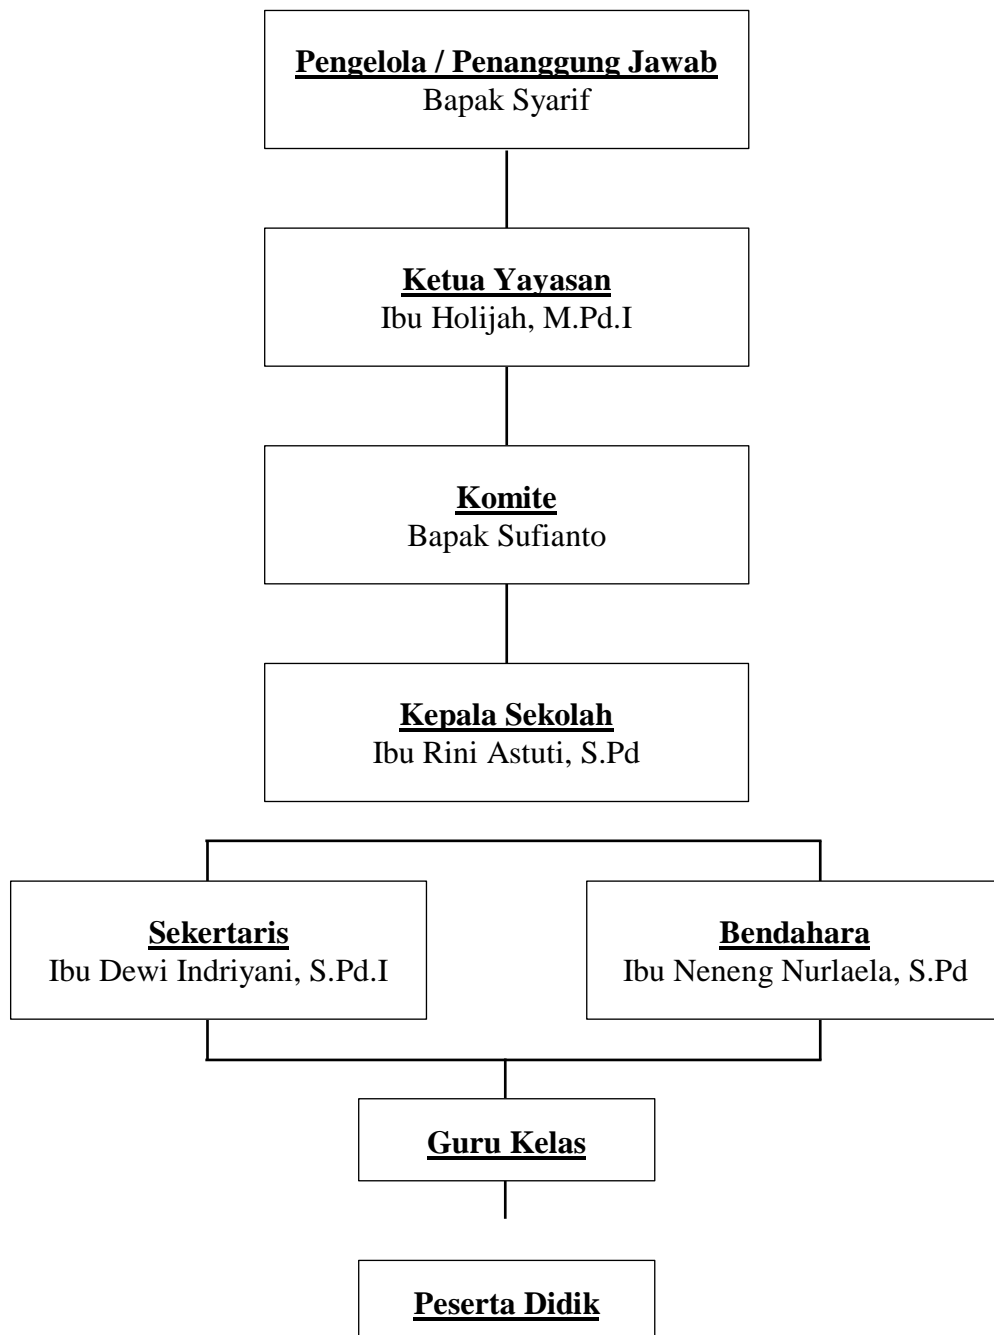 Pengelola / Penanggung Jawab
Bapak Syarif
Ketua Yayasan
Ibu Holijah, M.Pd.I
Komite
Bapak Sufianto
Kepala Sekolah
Ibu Rini Astuti, S.Pd
Sekertaris
Ibu Dewi Indriyani, S.Pd.I
Bendahara
Ibu Neneng Nurlaela, S.Pd
Guru Kelas
Peserta Didik